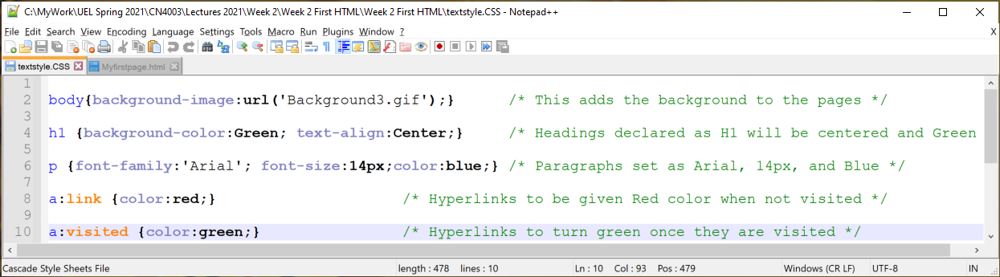 C:\MyWork\UEL Spring 2021\CN4003\Lectures 2021\Week 2\Week 2 First HTML\Week 2 First HTML\textstyle.CSS - Notepad++
File Edit Search View Encoding Language Settings Tools Macro Run Plugins Window ? X
textstyle.CSS Myfirstpage.html
1
2 body{background-image:url('Background3.gif');} /* This adds the background to the pages */
3
4 h1 {background-color:Green; text-align:Center;} /* Headings declared as H1 will be centered and Green
5
6 p {font-family:'Arial'; font-size:14px;color:blue;} /* Paragraphs set as Arial, 14px, and Blue */
7
8 a:link {color:red;} /* Hyperlinks to be given Red color when not visited */
9
10 a:visited {color:green;} /* Hyperlinks to turn green once they are visited */
Cascade Style Sheets File length : 478 lines : 10 Ln : 10 Col : 93 Pos : 479 Windows (CR LF) UTF-8 IN